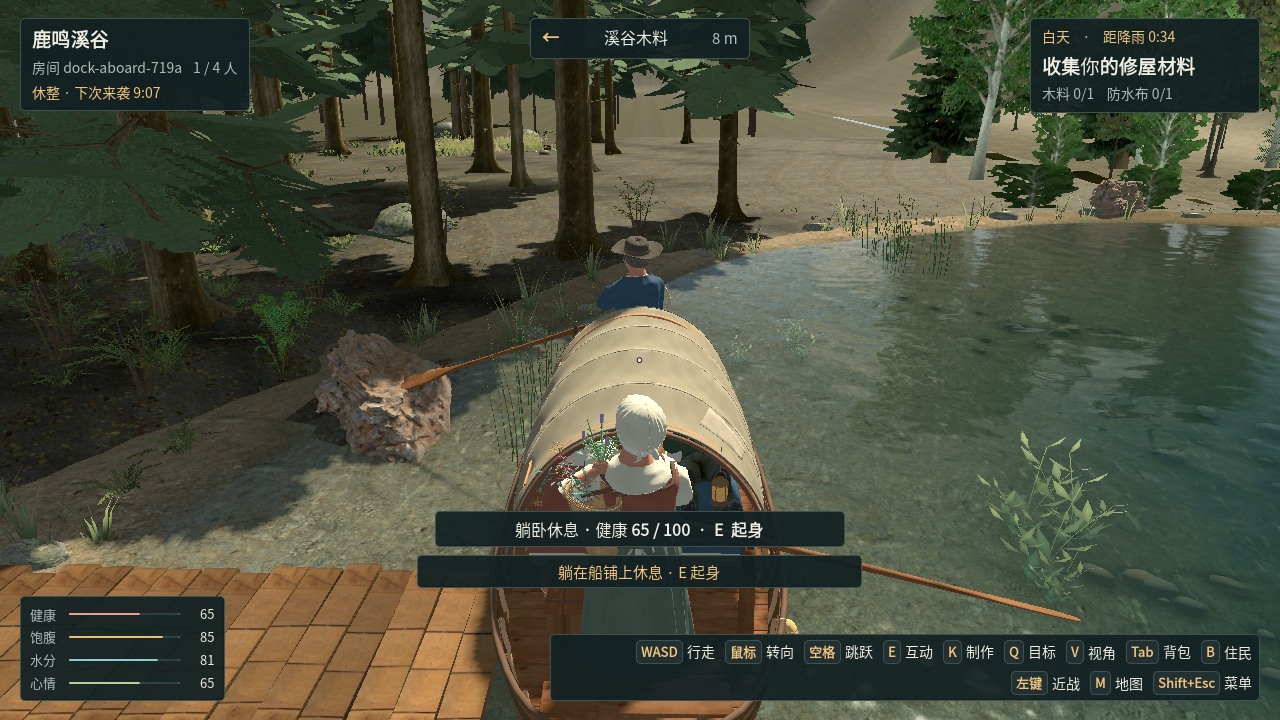 鹿鸣溪谷
房间 dock-aboard-719a 1 / 4 人
休整 · 下次来袭 9:07
← 溪谷木料 8 m
白天 · 距降雨 0:34
收集你的修屋材料
木料 0/1 防水布 0/1
躺卧休息 · 健康 65 / 100 · E 起身
躺在船铺上休息 · E 起身
健康 65
饱腹 85
水分 81
心情 65
WASD 行走 鼠标 转向 空格 跳跃 E 互动 K 制作 Q 目标 V 视角 Tab 背包 B 住民
左键 近战 M 地图 Shift+Esc 菜单